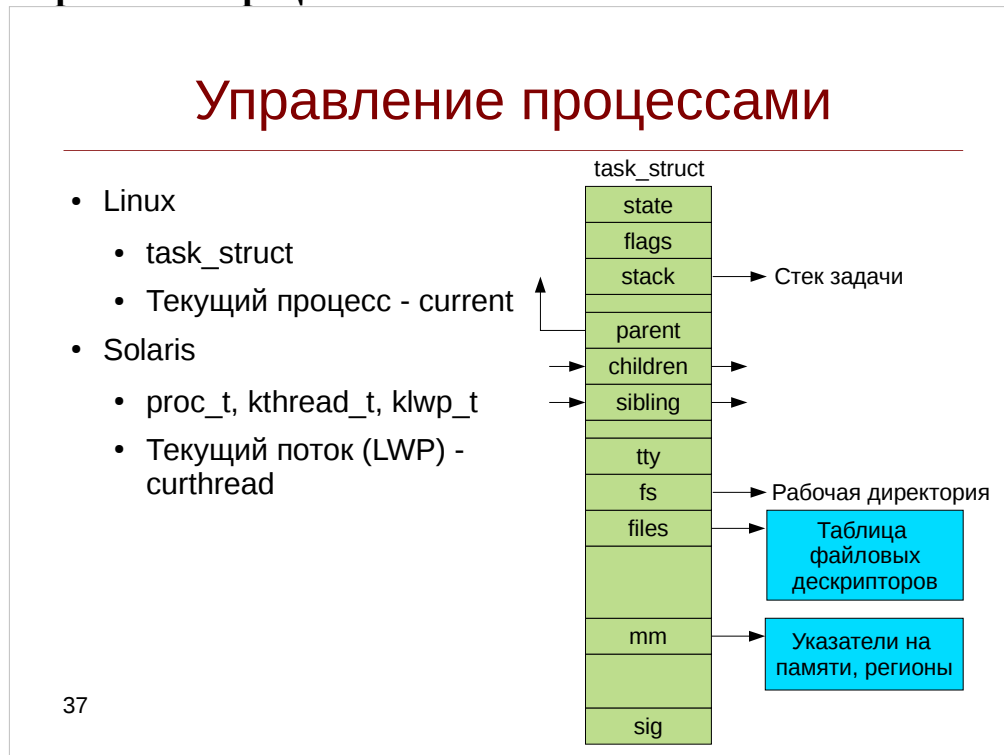 Управление процессами
• Linux
• task_struct
• Текущий процесс - current
• Solaris
• proc_t, kthread_t, klwp_t
• Текущий поток (LWP) -
curthread
task_struct
state
flags
stack
Стек задачи
parent
children
sibling
tty
fs
Рабочая директория
files
Таблица
файловых
дескрипторов
mm
Указатели на
памяти, регионы
sig
37